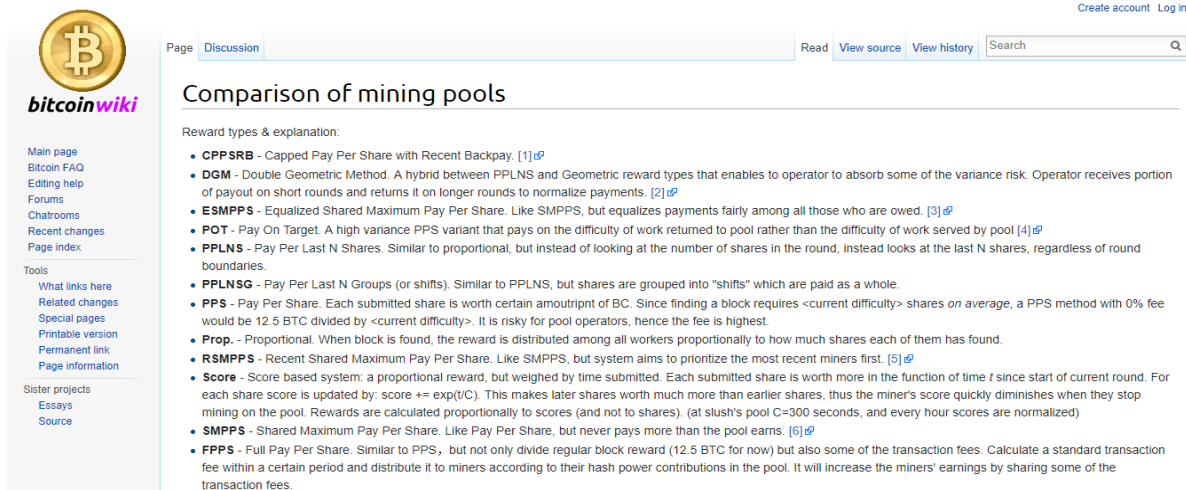 Create account Log in
bitcoinwiki
Page Discussion
Read View source View history Search
Comparison of mining pools
Reward types & explanation:
Main page
Bitcoin FAQ
Editing help
Forums
Chatrooms
Recent changes
Page index
Tools
What links here
Related changes
Special pages
Printable version
Permanent link
Page information
Sister projects
Essays
Source
• CPPSRB - Capped Pay Per Share with Recent Backpay. [1]
• DGM - Double Geometric Method. A hybrid between PPLNS and Geometric reward types that enables to operator to absorb some of the variance risk. Operator receives portion
of payout on short rounds and returns it on longer rounds to normalize payments. [2]
• ESMPPS - Equalized Shared Maximum Pay Per Share. Like SMPPS, but equalizes payments fairly among all those who are owed. [3]
• POT - Pay On Target. A high variance PPS variant that pays on the difficulty of work returned to pool rather than the difficulty of work served by pool [4]
• PPLNS - Pay Per Last N Shares. Similar to proportional, but instead of looking at the number of shares in the round, instead looks at the last N shares, regardless of round
boundaries.
• PPLNSG - Pay Per Last N Groups (or shifts). Similar to PPLNS, but shares are grouped into "shifts" which are paid as a whole.
• PPS - Pay Per Share. Each submitted share is worth certain amoutripnt of BC. Since finding a block requires <current difficulty> shares on average, a PPS method with 0% fee
would be 12.5 BTC divided by <current difficulty>. It is risky for pool operators, hence the fee is highest.
• Prop. - Proportional. When block is found, the reward is distributed among all workers proportionally to how much shares each of them has found.
• RSMPPS - Recent Shared Maximum Pay Per Share. Like SMPPS, but system aims to prioritize the most recent miners first. [5]
• Score - Score based system: a proportional reward, but weighed by time submitted. Each submitted share is worth more in the function of time t since start of current round. For
each share score is updated by: score += exp(t/C). This makes later shares worth much more than earlier shares, thus the miner's score quickly diminishes when they stop
mining on the pool. Rewards are calculated proportionally to scores (and not to shares). (at slush's pool C=300 seconds, and every hour scores are normalized)
• SMPPS - Shared Maximum Pay Per Share. Like Pay Per Share, but never pays more than the pool earns. [6]
• FPPS - Full Pay Per Share. Similar to PPS，but not only divide regular block reward (12.5 BTC for now) but also some of the transaction fees. Calculate a standard transaction
fee within a certain period and distribute it to miners according to their hash power contributions in the pool. It will increase the miners' earnings by sharing some of the
transaction fees.